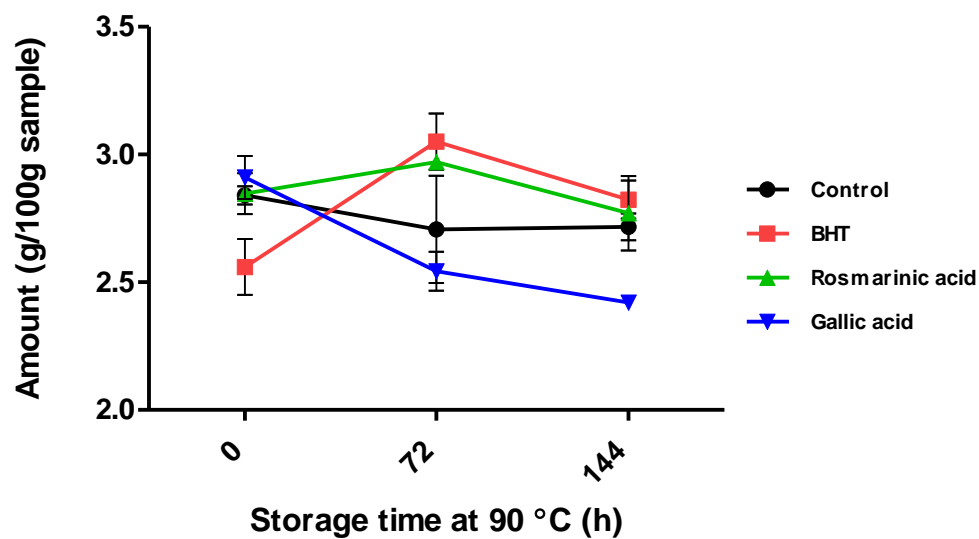 Amount (g/100g sample)
3.5
3.0
2.5
2.0
0
72
144
Storage time at 90 °C (h)
Control
BHT
Rosmarinic acid
Gallic acid